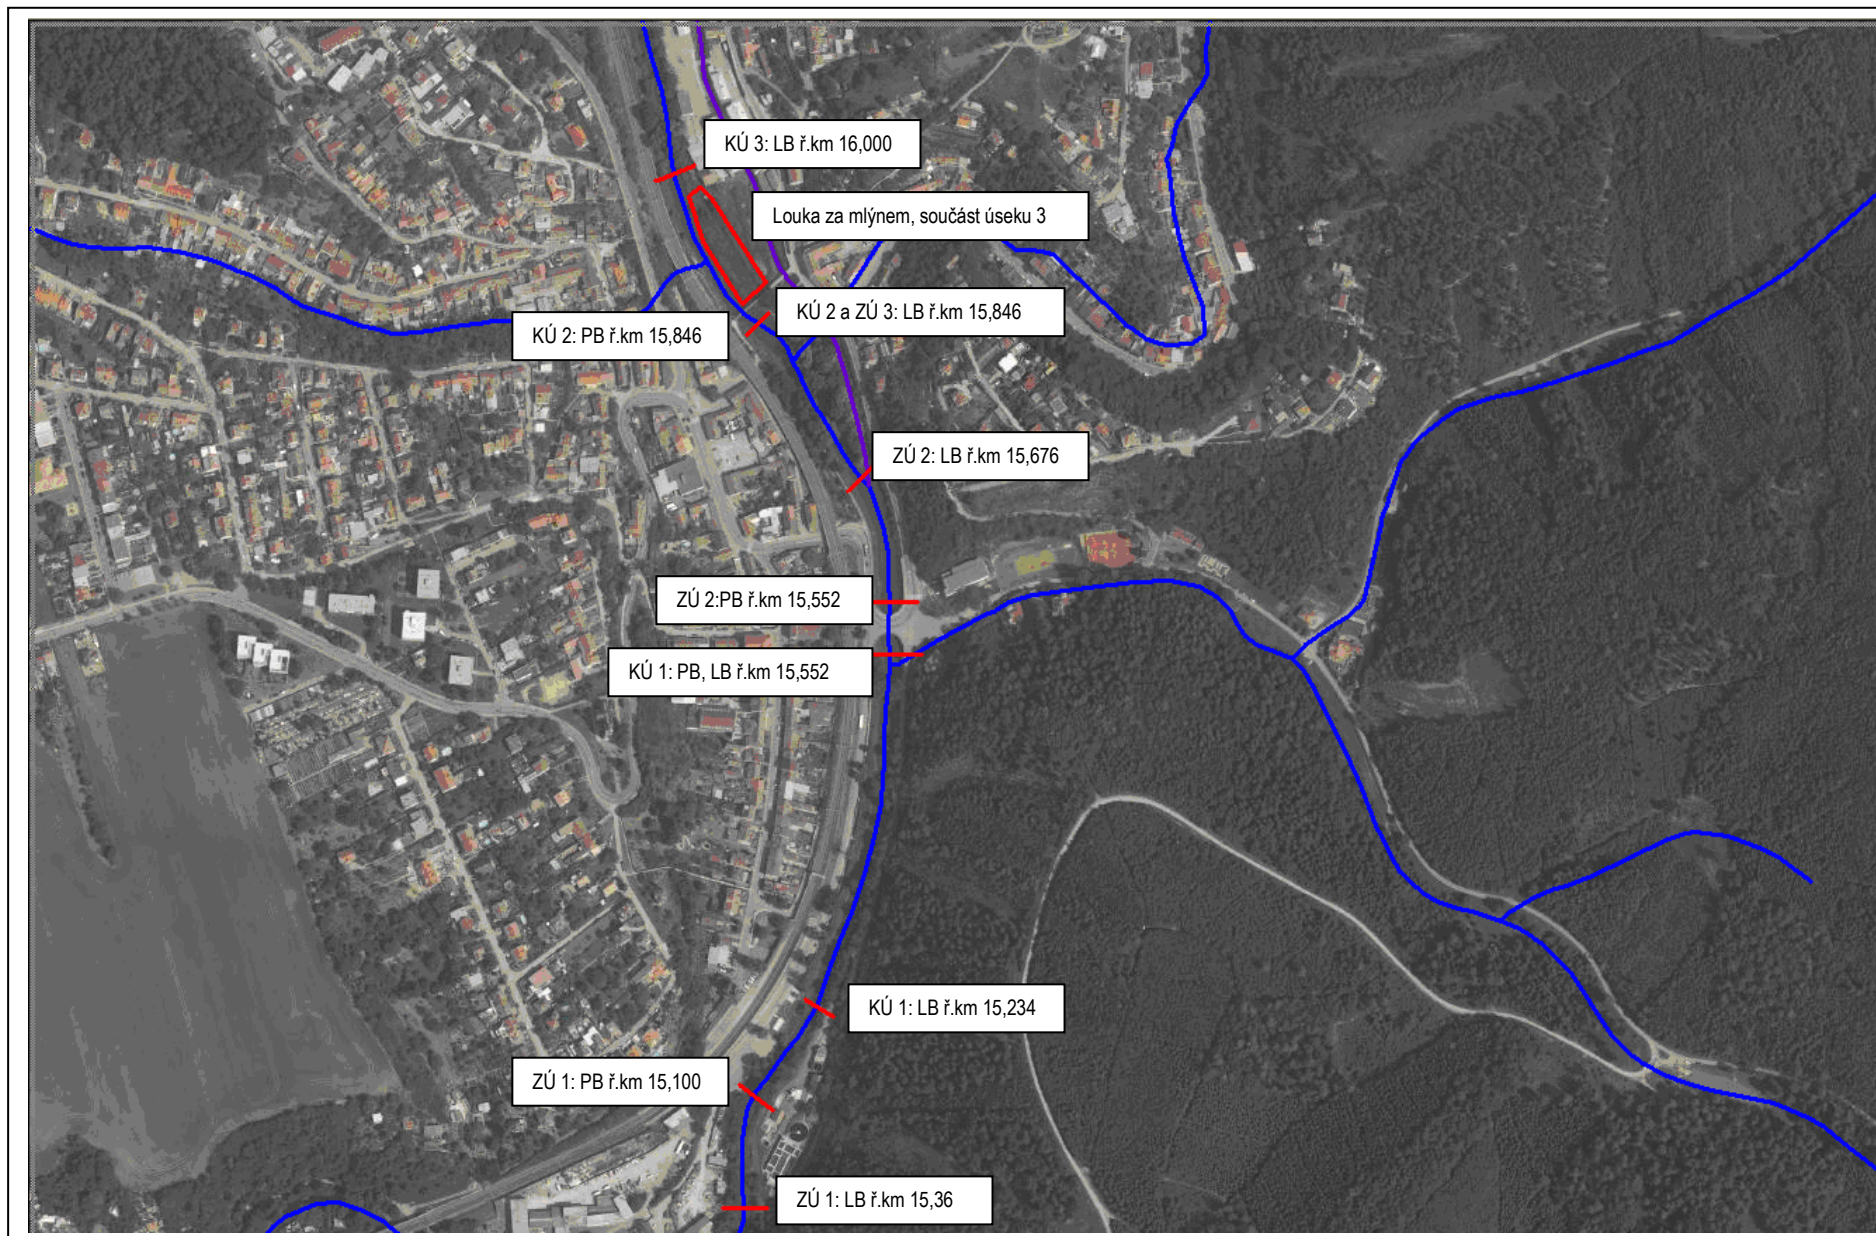 KÚ 3: LB ř.km 16,000
Louka za mlýnem, součást úseku 3
KÚ 2 a ZÚ 3: LB ř.km 15,846
KÚ 2: PB ř.km 15,846
ZÚ 2: LB ř.km 15,676
ZÚ 2:PB ř.km 15,552
KÚ 1: PB, LB ř.km 15,552
KÚ 1: LB ř.km 15,234
ZÚ 1: PB ř.km 15,100
ZÚ 1: LB ř.km 15,36